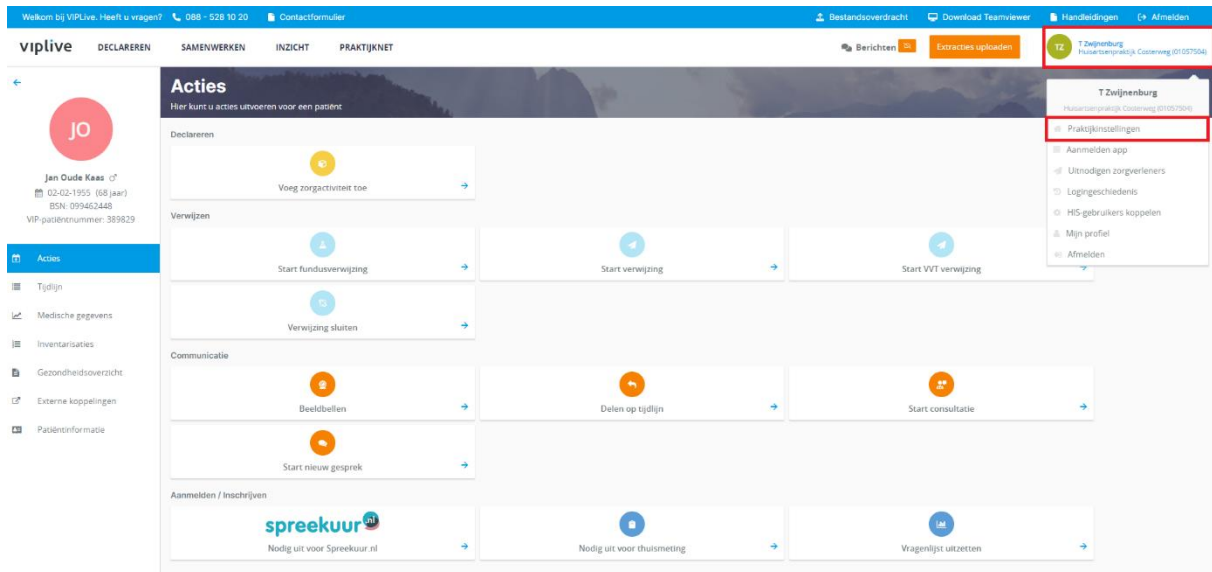 Welkom bij VIPLive. Heeft u vragen? 088 - 528 10 20 Contactformulier
Bestandsoverdracht Download Teamviewer Handleidingen Afmelden
viplive DECLAREREN SAMENWERKEN INZICHT PRAKTIJKNET
Berichten Extracties uploaden
TZ T Zwijnenburg
Huisartsenpraktijk Costerweg (01057504)
JO
Jan Oude Kaas
02-02-1955 (68 jaar)
BSN: 099462448
VIP-patiëntnummer: 389829
Acties
Tijdlijn
Medische gegevens
Inventarisaties
Gezondheidsoverzicht
Externe koppelingen
Patiëntinformatie
Acties
Hier kunt u acties uitvoeren voor een patiënt
T Zwijnenburg
Huisartsenpraktijk Costerweg (01057504)
Praktijkinstellingen
Aanmelden app
Uitnodigen zorgverleners
Logingeschiedenis
HIS-gebruikers koppelen
Mijn profiel
Afmelden
Declareren
Voeg zorgactiviteit toe
Verwijzen
Start fundusverwijzing
Start verwijzing
Start VVT verwijzing
Verwijzing sluiten
Communicatie
Beeldbellen
Delen op tijdlijn
Start consultatie
Start nieuw gesprek
Aanmelden / Inschrijven
spreekuur.nl
Nodig uit voor Spreekuur.nl
Nodig uit voor thuismeting
Vragenlijst uitzetten